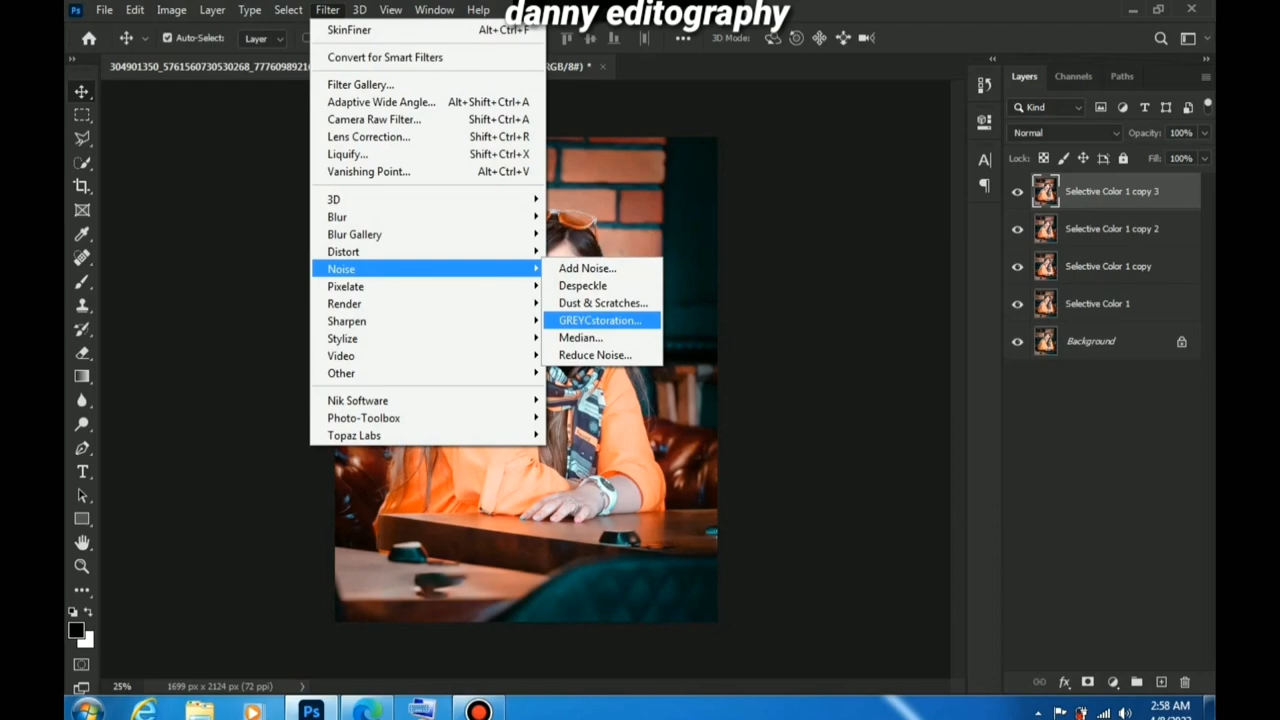 danny editography
Ps File Edit Image Layer Type Select Filter 3D View Window Help
Auto-Select: Layer
3D Mode:
304901350_5761560730530268_7776098921
RGB/8#) *
SkinFiner Alt+Ctrl+F
Convert for Smart Filters
Filter Gallery...
Adaptive Wide Angle... Alt+Shift+Ctrl+A
Camera Raw Filter... Shift+Ctrl+A
Lens Correction... Shift+Ctrl+R
Liquify... Shift+Ctrl+X
Vanishing Point... Alt+Ctrl+V
3D
Blur
Blur Gallery
Distort
Noise
Pixelate
Render
Sharpen
Stylize
Video
Other
Nik Software
Photo-Toolbox
Topaz Labs
Add Noise...
Despeckle
Dust & Scratches...
GREYCstoration...
Median...
Reduce Noise...
Layers Channels Paths
Kind
Normal Opacity: 100%
Lock: Fill: 100%
Selective Color 1 copy 3
Selective Color 1 copy 2
Selective Color 1 copy
Selective Color 1
Background
25% 1699 px x 2124 px (72 ppi)
Ps
2:58 AM